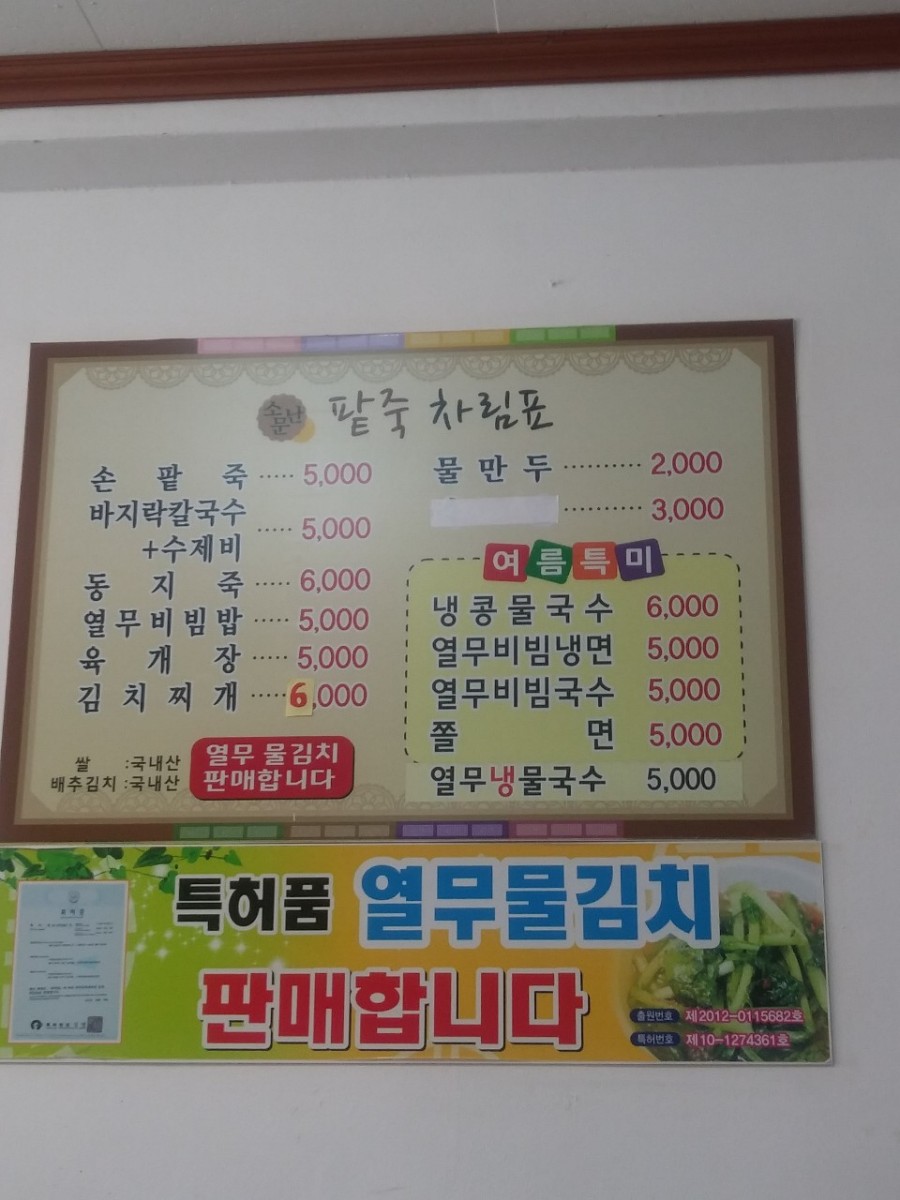 소문난 팥죽 차림표
손 팥 죽 ····· 5,000
바지락칼국수
+수제비 ····· 5,000
동 지 죽 ····· 6,000
열무비빔밥 ····· 5,000
육 개 장 ····· 5,000
김 치 찌 개 ····· 6,000
쌀 :국내산
배추김치 :국내산
열무 물김치
판매합니다
물 만 두 ·········· 2,000
·········· 3,000
여름특미
냉콩물국수 6,000
열무비빔냉면 5,000
열무비빔국수 5,000
쫄 면 5,000
열무냉물국수 5,000
특허품 열무물김치
판매합니다
출원번호 제2012-0115682호
특허번호 제10-1274361호